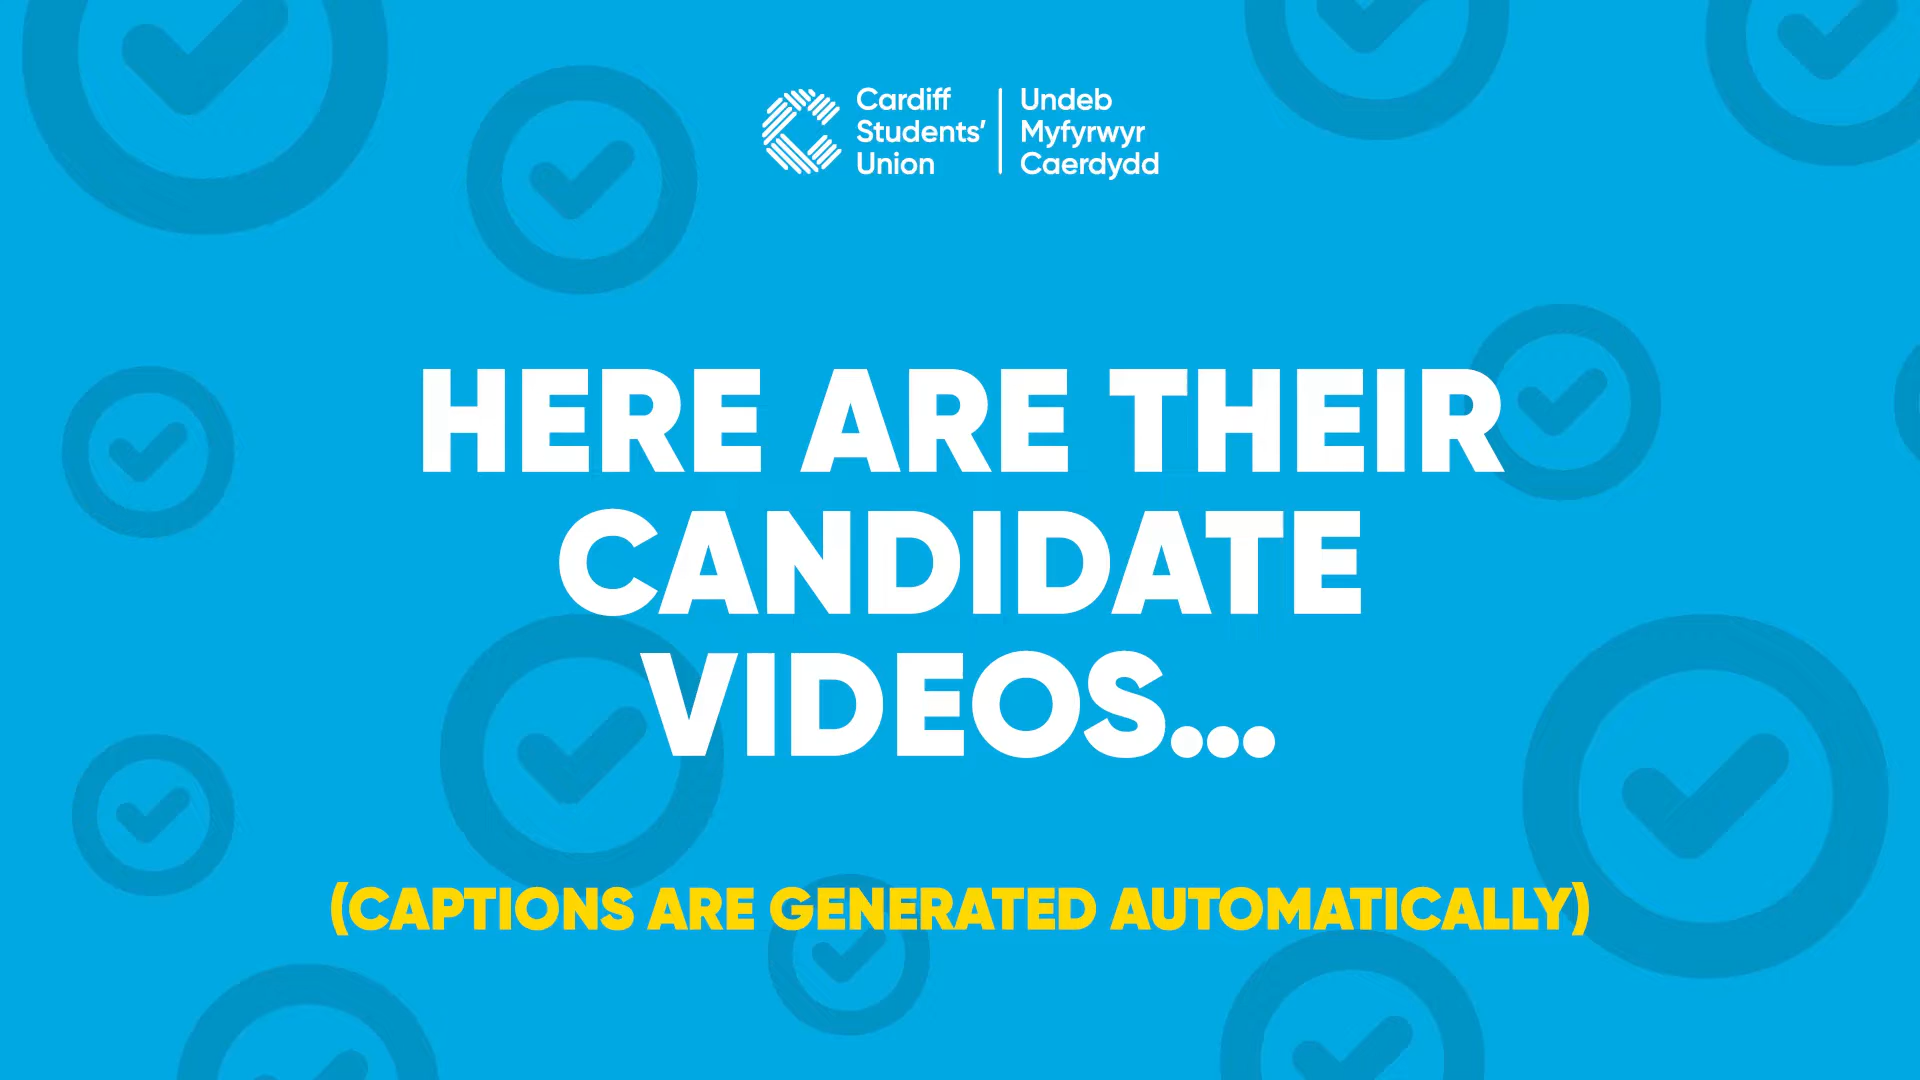 Cardiff
Students'
Union
Undeb
Myfyrwyr
Caerdydd
HERE ARE THEIR
CANDIDATE
VIDEOS...
(CAPTIONS ARE GENERATED AUTOMATICALLY)